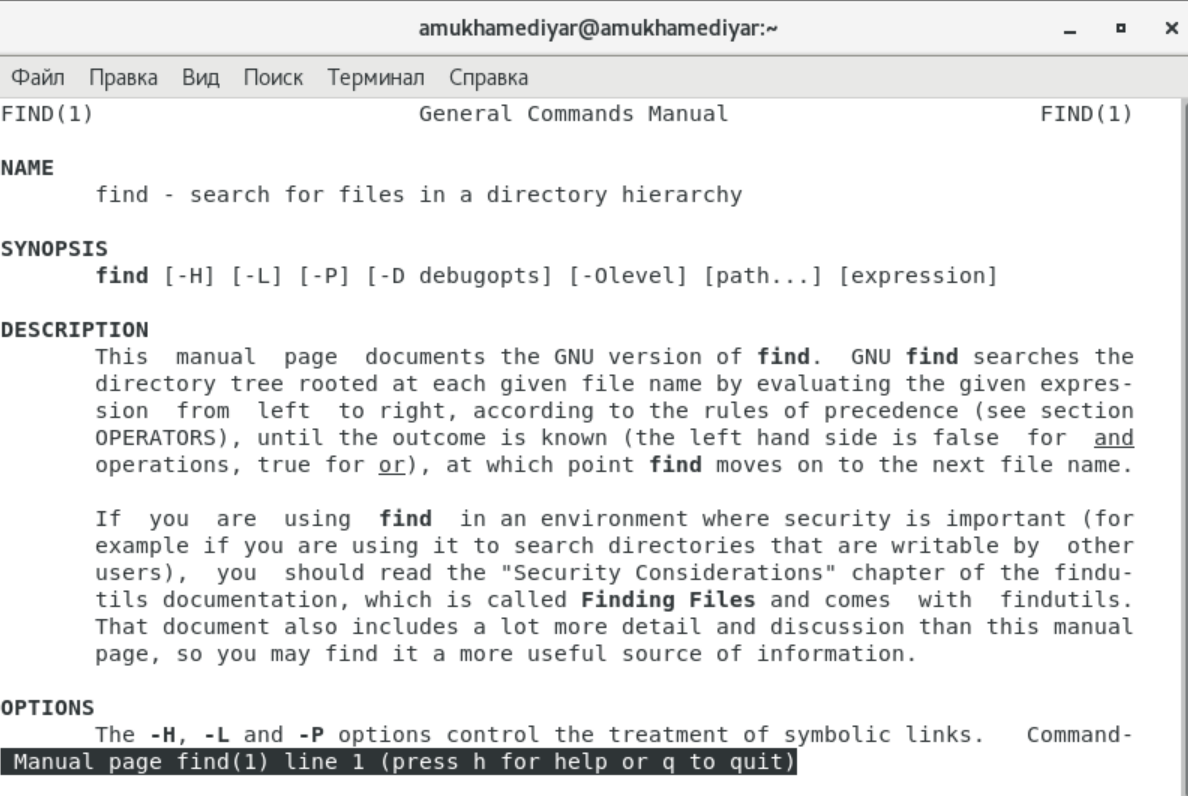 amukhamediyar@amukhamediyar:~
Файл Правка Вид Поиск Терминал Справка
FIND(1) General Commands Manual FIND(1)
NAME
find - search for files in a directory hierarchy
SYNOPSIS
find [-H] [-L] [-P] [-D debugopts] [-Olevel] [path...] [expression]
DESCRIPTION
This manual page documents the GNU version of find. GNU find searches the
directory tree rooted at each given file name by evaluating the given expres-
sion from left to right, according to the rules of precedence (see section
OPERATORS), until the outcome is known (the left hand side is false for and
operations, true for or), at which point find moves on to the next file name.
If you are using find in an environment where security is important (for
example if you are using it to search directories that are writable by other
users), you should read the "Security Considerations" chapter of the findu-
tils documentation, which is called Finding Files and comes with findutils.
That document also includes a lot more detail and discussion than this manual
page, so you may find it a more useful source of information.
OPTIONS
The -H, -L and -P options control the treatment of symbolic links. Command-
Manual page find(1) line 1 (press h for help or q to quit)